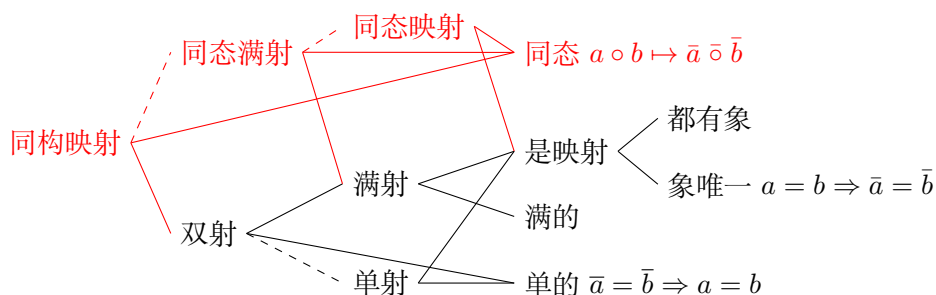 同态映射
同态满射
同态 a ∘ b ↦ ā ō b̄
都有象
同构映射
是映射
满射
象唯一 a = b ⇒ ā = b̄
满的
双射
单射
单的 ā = b̄ ⇒ a = b